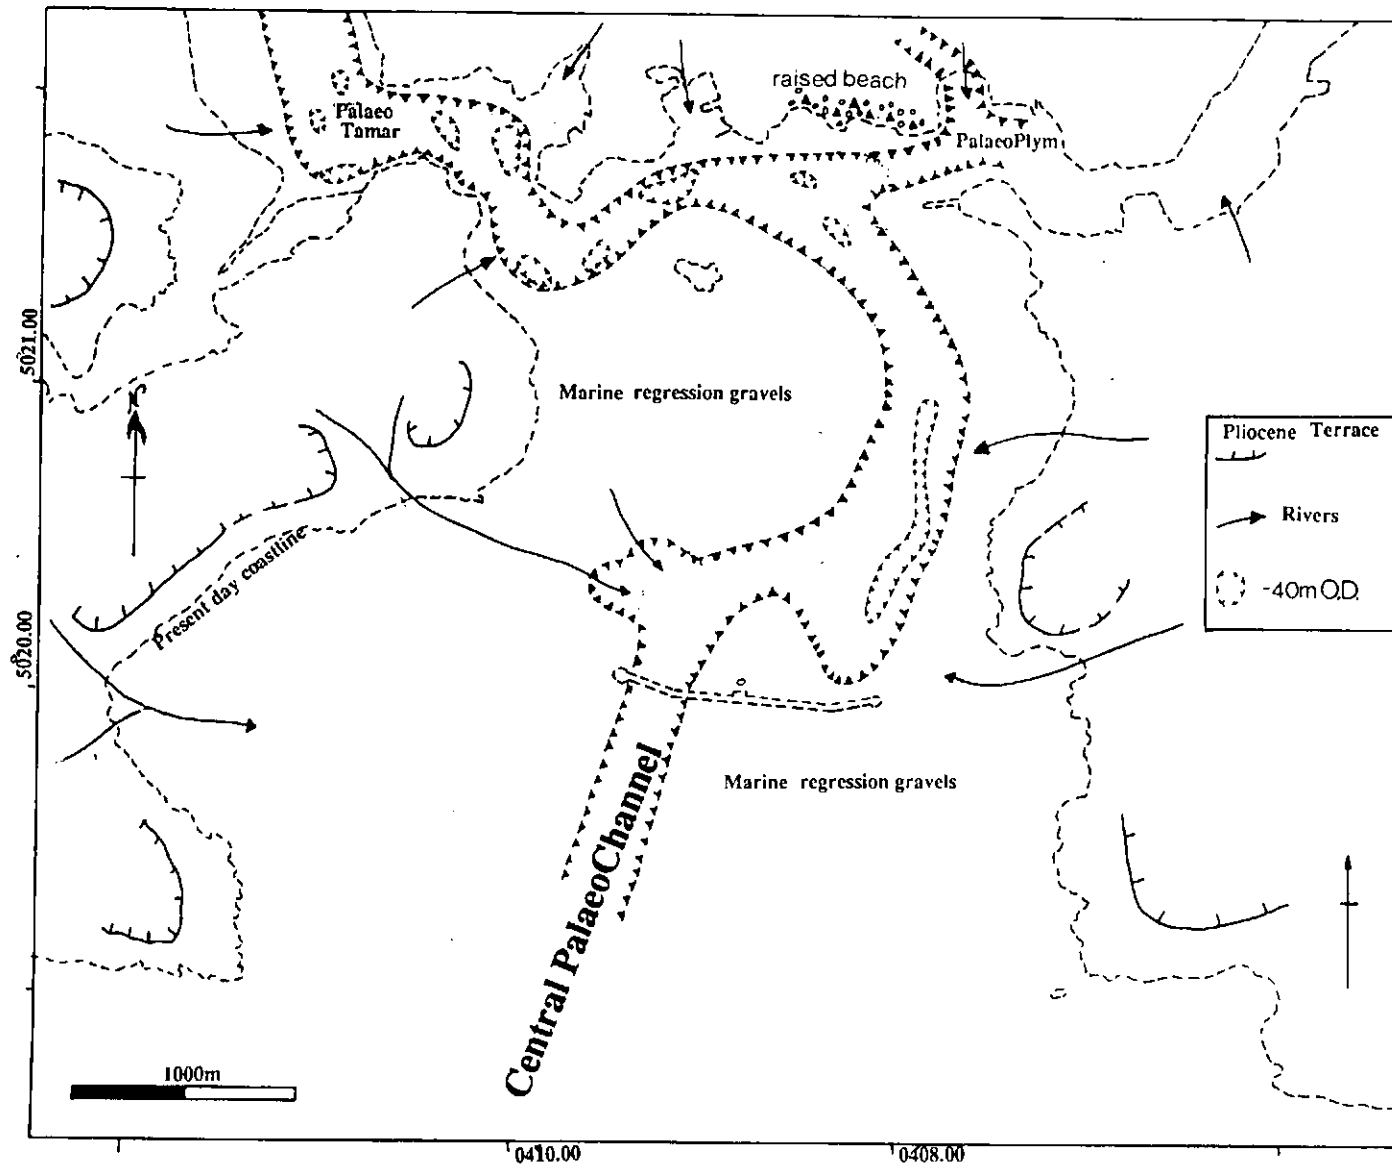 raised beach
Palaeo
Tamar
PalaeoPlym
5021.00
Marine regression gravels
Pliocene Terrace
Rivers
-40m O.D.
Present day coastline
5020.00
Marine regression gravels
Central PalaeoChannel
1000m
0410.00
0408.00